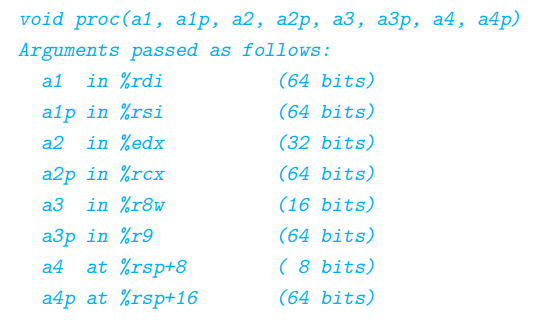 void proc(a1, a1p, a2, a2p, a3, a3p, a4, a4p)
Arguments passed as follows:
a1 in %rdi (64 bits)
a1p in %rsi (64 bits)
a2 in %edx (32 bits)
a2p in %rcx (64 bits)
a3 in %r8w (16 bits)
a3p in %r9 (64 bits)
a4 at %rsp+8 ( 8 bits)
a4p at %rsp+16 (64 bits)